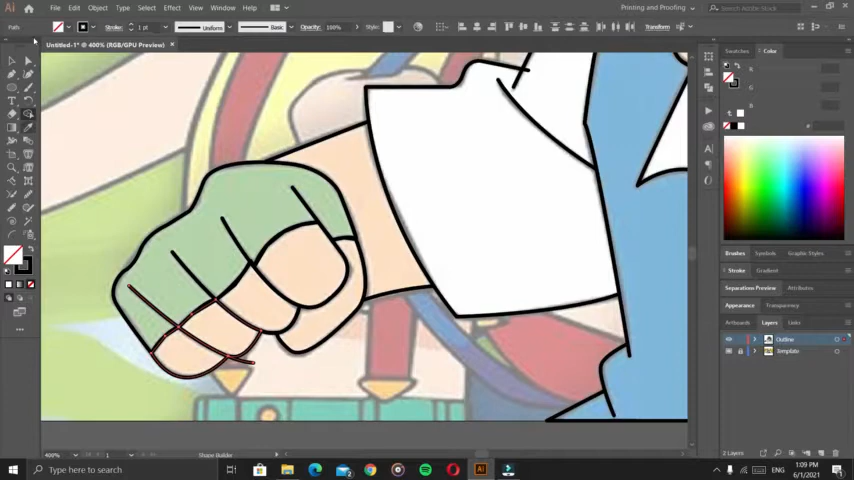 Ai File Edit Object Type Select Effect View Window Help Printing and Proofing Search Adobe Stock
Path Stroke: 1 pt Uniform Basic Opacity: 100% Style: Transform
Untitled-1* @ 400% (RGB/GPU Preview) ×
Swatches Color
R
G
B
#
Brushes Symbols Graphic Styles
Stroke Gradient
Separations Preview Attributes
Appearance Transparency
Artboards Layers Links
Outline
Template
400% 1 Shape Builder 2 Layers
Type here to search ENG 1:09 PM
6/1/2021